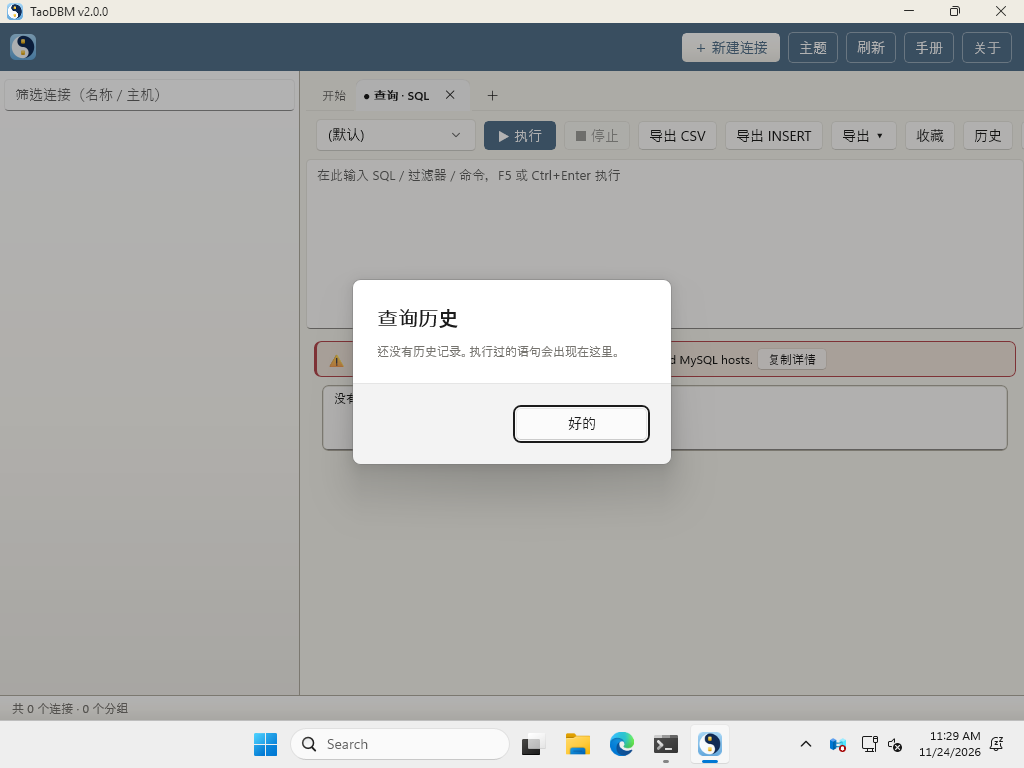 TaoDBM v2.0.0
+ 新建连接
主题
刷新
手册
关于
筛选连接（名称 / 主机）
开始
• 查询 · SQL
(默认)
执行
停止
导出 CSV
导出 INSERT
导出
收藏
历史
在此输入 SQL / 过滤器 / 命令，F5 或 Ctrl+Enter 执行
查询历史
还没有历史记录。执行过的语句会出现在这里。
MySQL hosts.
复制详情
没有
好的
共 0 个连接 · 0 个分组
Search
11:29 AM
11/24/2026